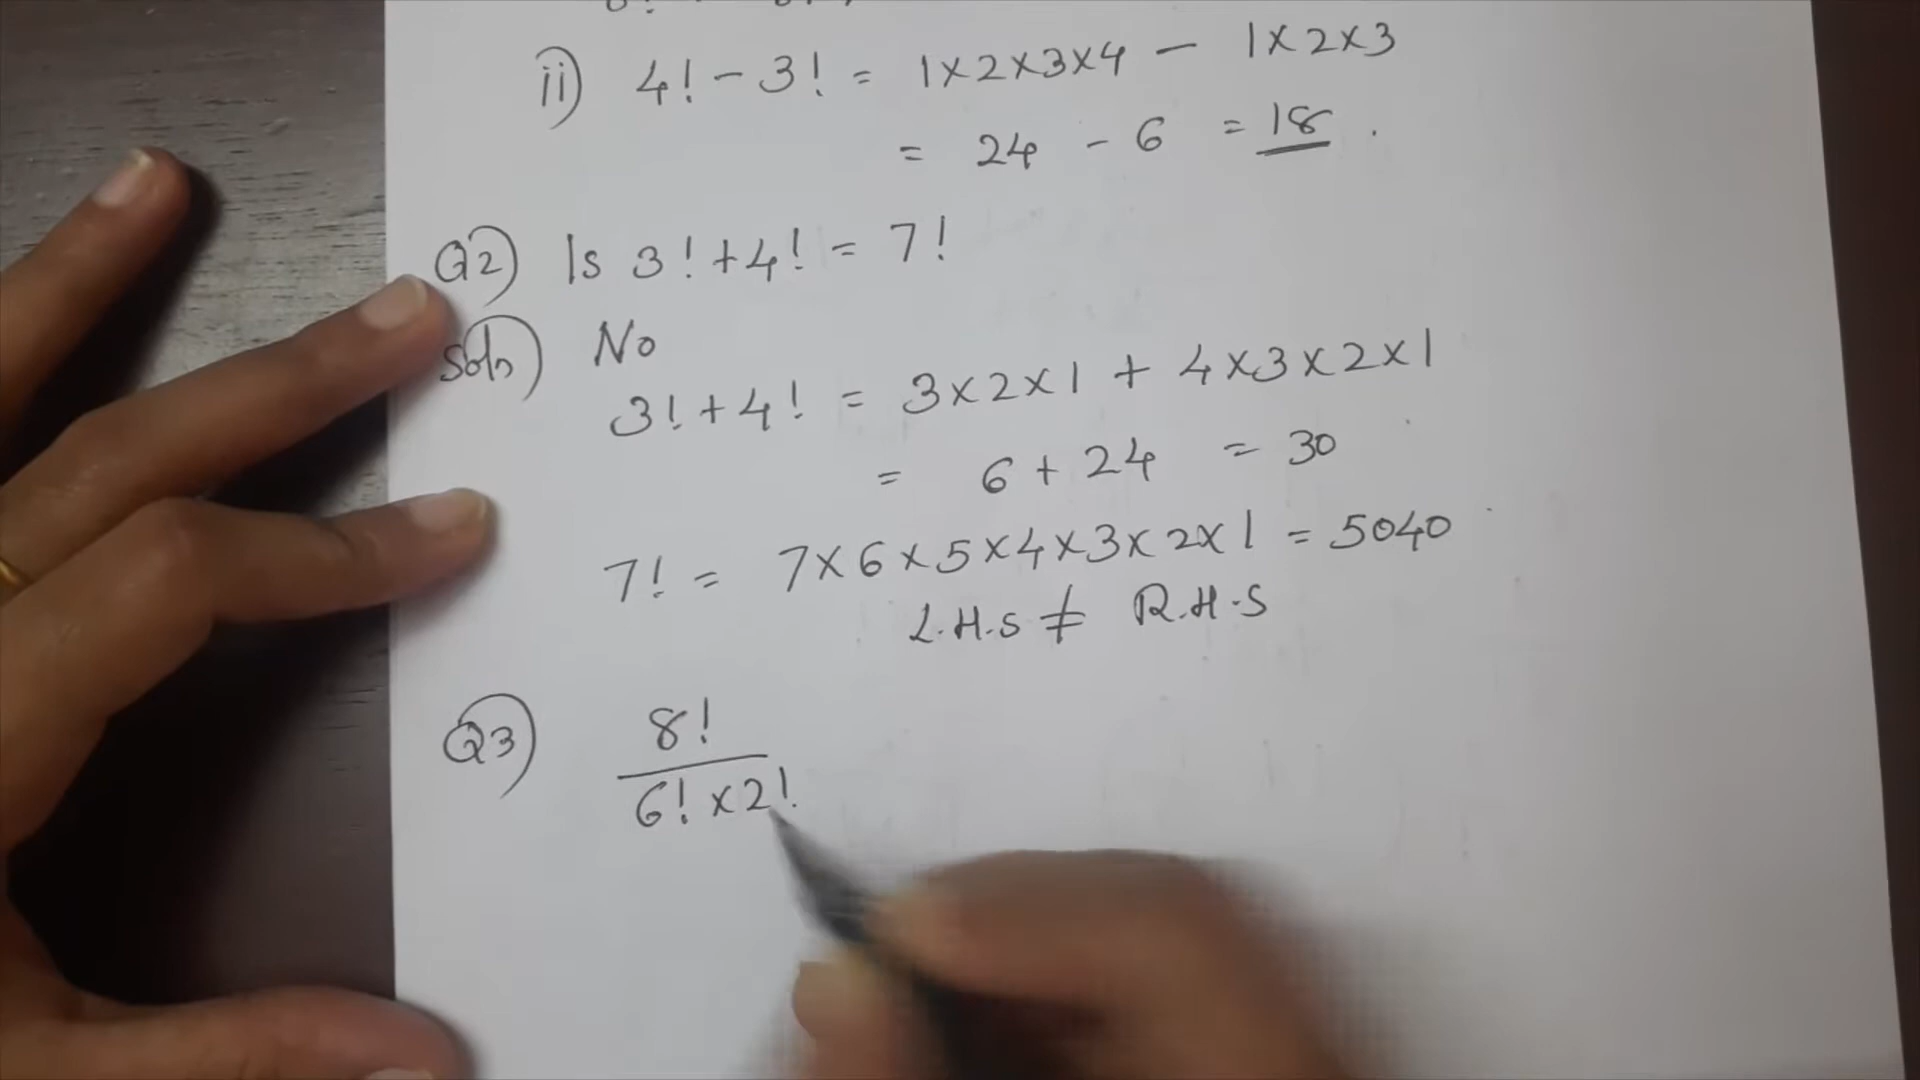 ii) 4! - 3! = 1×2×3×4 - 1×2×3
= 24 - 6 = 18.
Q2) Is 3! + 4! = 7!
Soln) No
3! + 4! = 3×2×1 + 4×3×2×1
= 6 + 24 = 30
7! = 7×6×5×4×3×2×1 = 5040
L.H.S ≠ R.H.S
Q3) 8!
6! × 2!